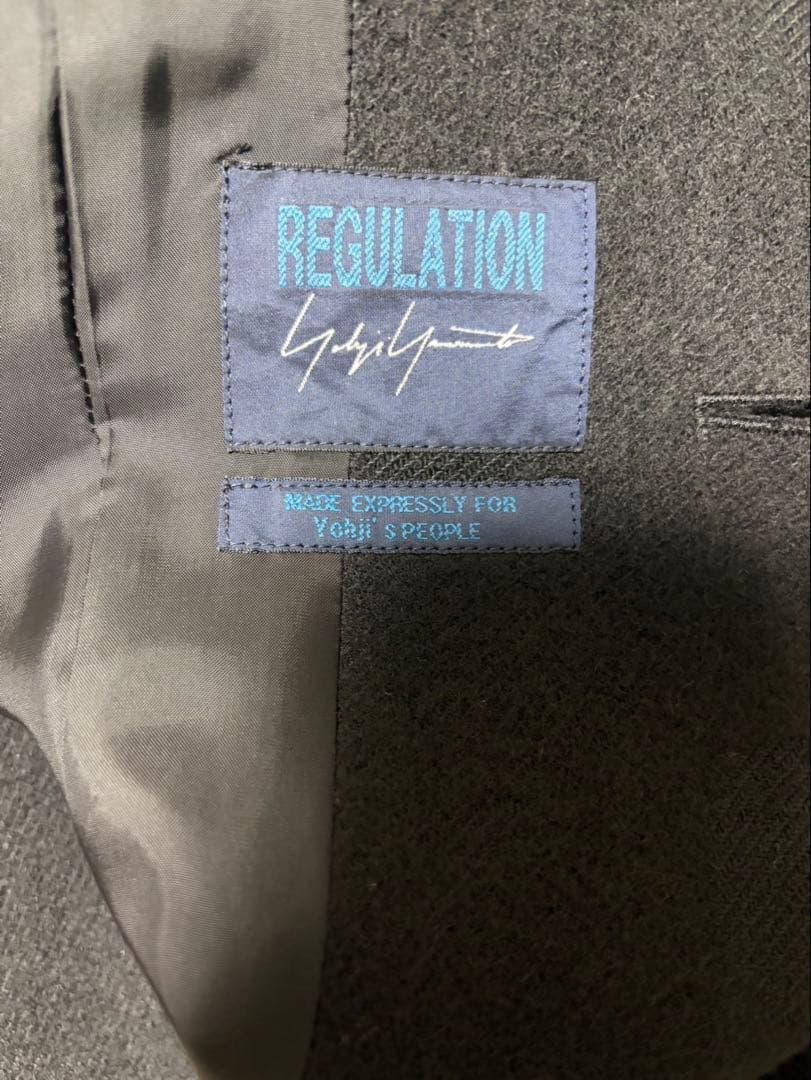 REGULATION
Yohji Yamamoto
MADE EXPRESSLY FOR
Yohji's PEOPLE